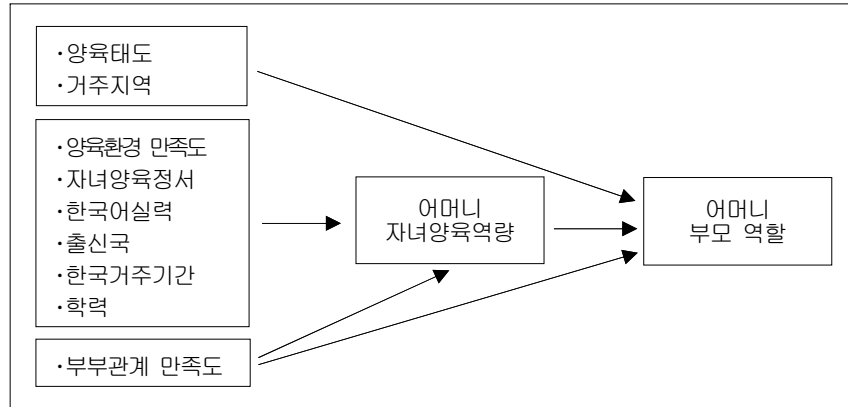 ·양육태도
·거주지역
·양육환경 만족도
·자녀양육정서
·한국어실력
·출신국
·한국거주기간
·학력
·부부관계 만족도
어머니
자녀양육역량
어머니
부모 역할